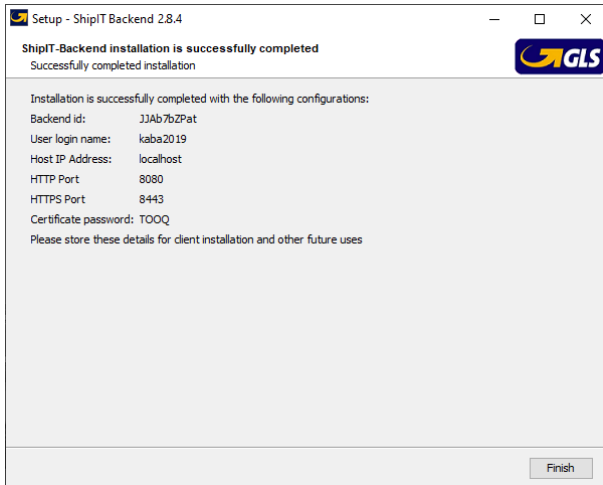 Setup - ShipIT Backend 2.8.4
ShipIT-Backend installation is successfully completed
Successfully completed installation
GLS
Installation is successfully completed with the following configurations:
Backend id: JJAb7bZPat
User login name: kaba2019
Host IP Address: localhost
HTTP Port 8080
HTTPS Port 8443
Certificate password: TOOQ
Please store these details for client installation and other future uses
Finish